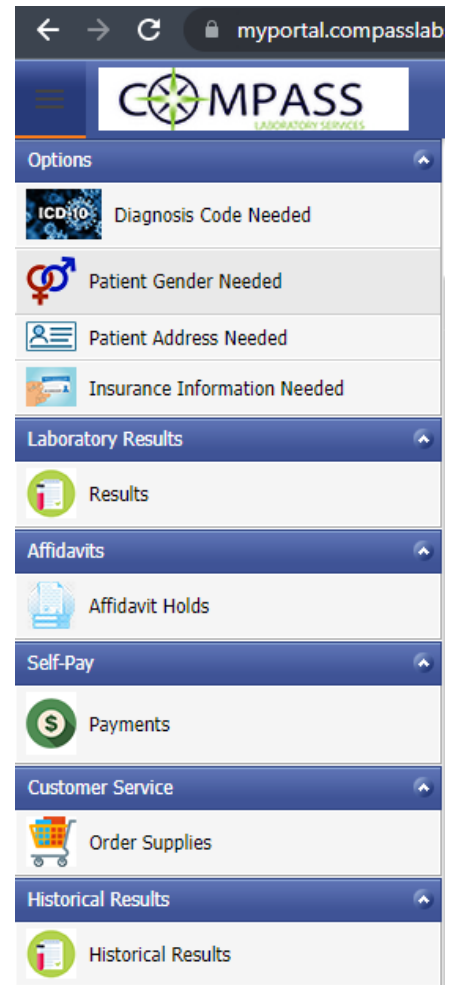 myportal.compasslab
COMPASS
LABORATORY SERVICES
Options
ICD-10
Diagnosis Code Needed
Patient Gender Needed
Patient Address Needed
Insurance Information Needed
Laboratory Results
Results
Affidavits
Affidavit Holds
Self-Pay
$
Payments
Customer Service
Order Supplies
Historical Results
Historical Results